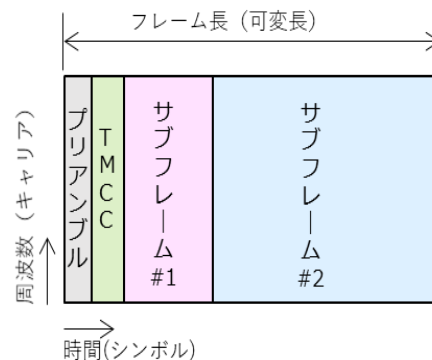 フレーム長（可変長）
周波数（キャリア）
プリアンブル
TMCC
サブフレーム
#1
サブフレーム
#2
時間(シンボル)